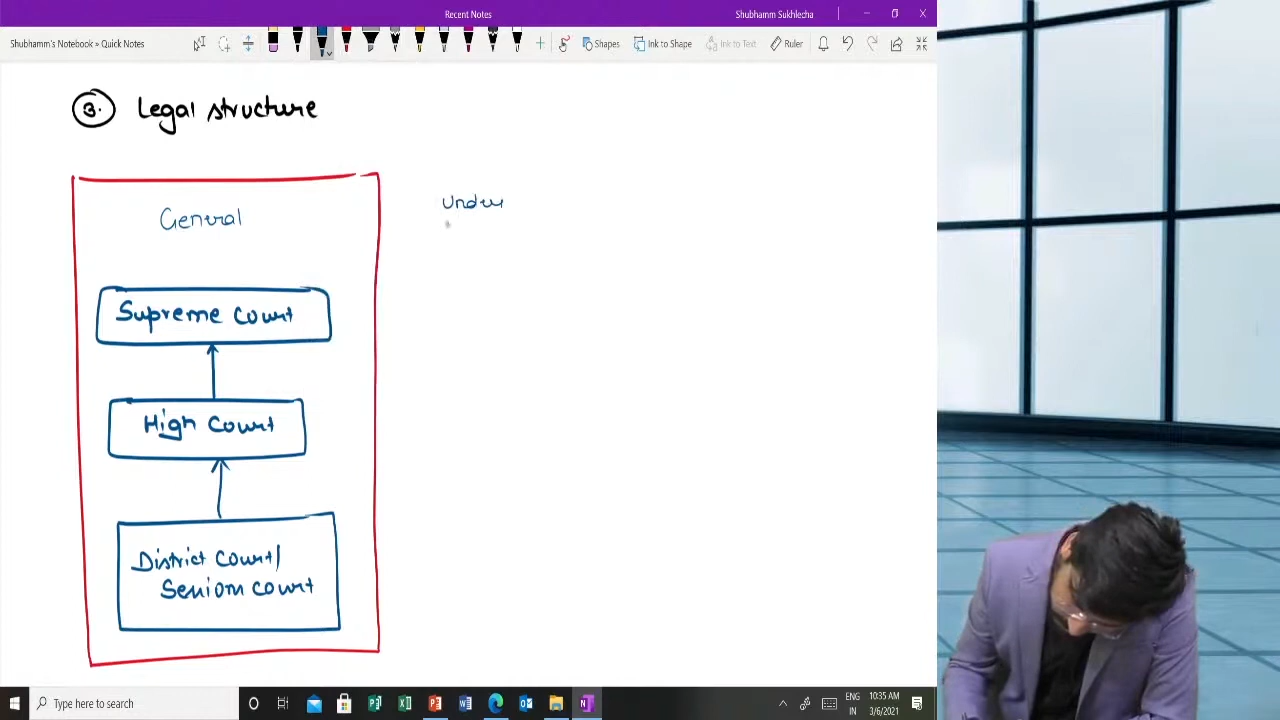 Recent Notes
Shubhamm Sukhlecha
Shubhamm's Notebook » Quick Notes
Shapes
Ink to Shape
Ink to Text
Ruler
3. Legal structure
General
Under
Supreme Court
High Court
District Court/
Seniom Court
Type here to search
ENG
IN
10:35 AM
3/6/2021